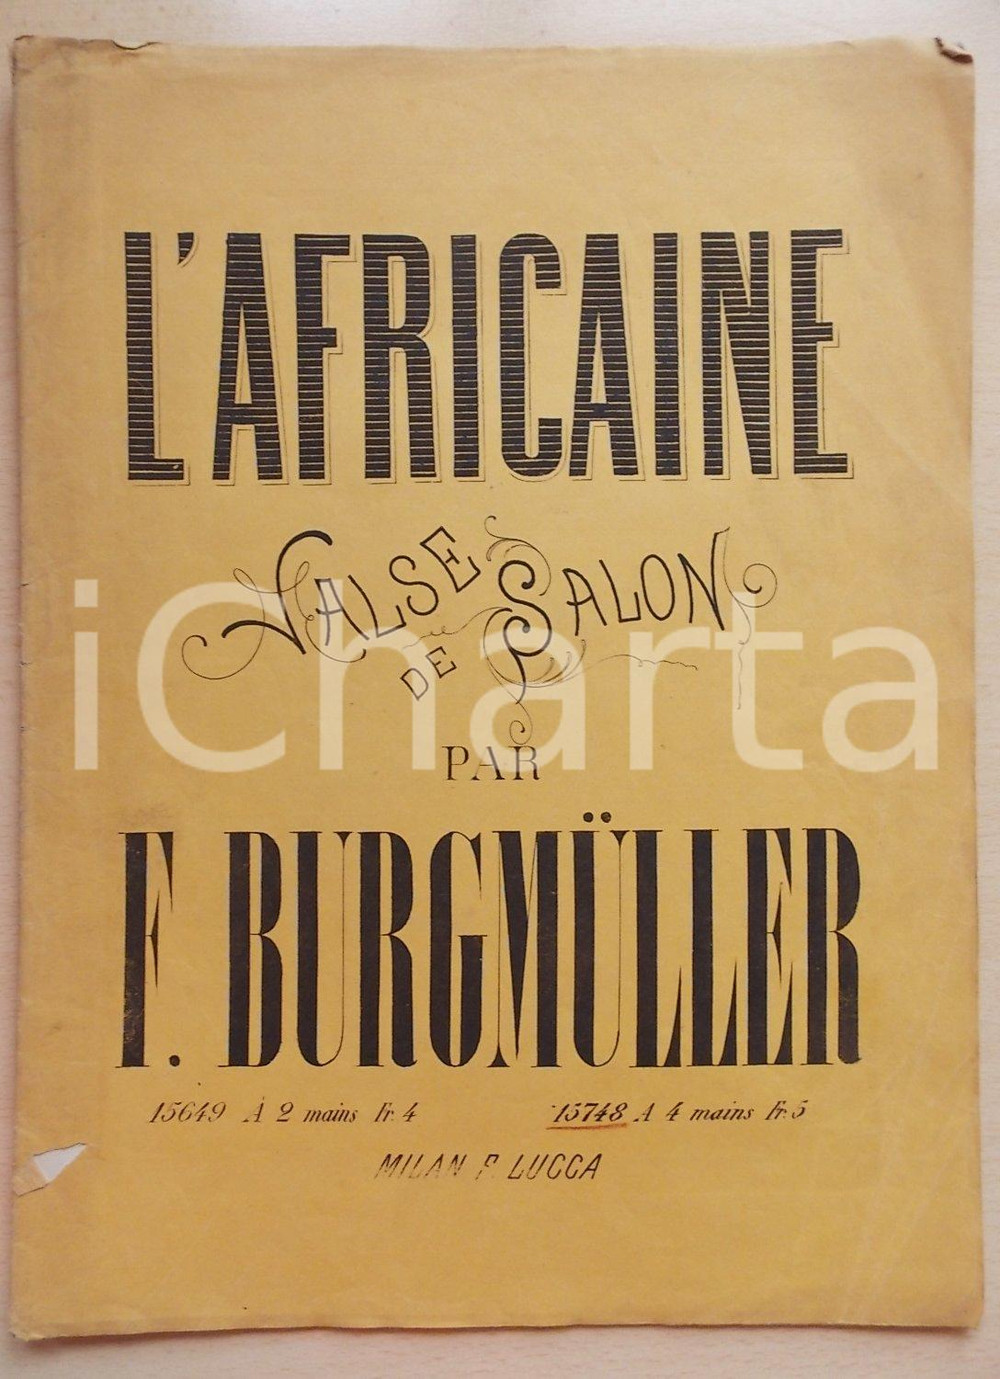 L'AFRICAINE
VALSE DE SALON
PAR
F. BURGMÜLLER
15649 À 2 mains Fr. 4 15748 A 4 mains Fr. 5
MILAN F. LUCCA
iCharta